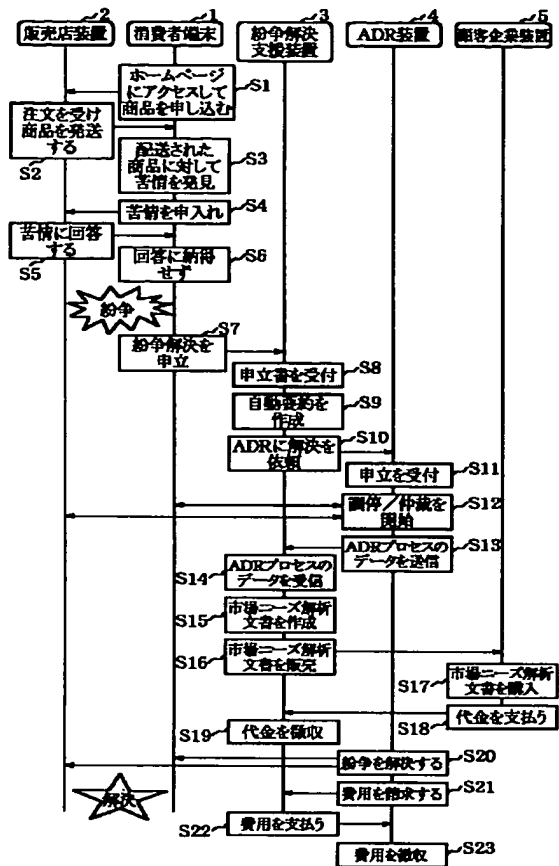 2 1 3 4 5
販売店装置 消費者端末 紛争解決 ADR装置 顧客企業装置
支援装置
ホームページ
にアクセスして
商品を申し込む
S1
注文を受け
商品を発送
する
S2
配送された
商品に対して
苦情を発見
S3
苦情を申入れ
S4
苦情に回答
する
S5
回答に納得
せず
S6
紛争
紛争解決を
申立
S7
申立書を受付
S8
自動要約を
作成
S9
ADRに解決を
依頼
S10
申立を受付
S11
調停/仲裁を
開始
S12
ADRプロセスの
データを送信
S13
S14
ADRプロセスの
データを受信
S15
市場ニーズ解析
文書を作成
S16
市場ニーズ解析
文書を販売
S17
市場ニーズ解析
文書を購入
S18
代金を支払う
S19
代金を徴収
紛争を解決する
S20
費用を請求する
S21
解決
S22
費用を支払う
費用を徴収
S23